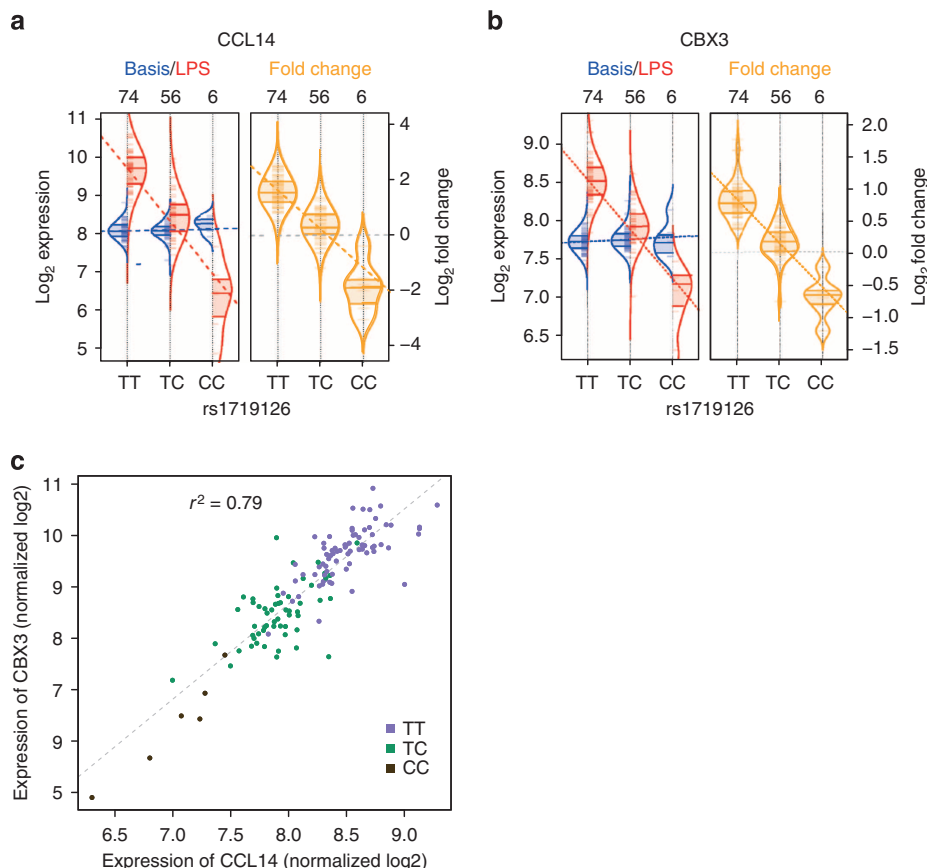 a
CCL14
Basis/LPS Fold change
74 56 6 74 56 6
11
10
9
8
7
6
5
Log2 expression
4
2
0
−2
−4
Log2 fold change
TT TC CC TT TC CC
rs1719126
b
CBX3
Basis/LPS Fold change
74 56 6 74 56 6
9.0
8.5
8.0
7.5
7.0
6.5
Log2 expression
2.0
1.5
1.0
0.5
0.0
−0.5
−1.0
−1.5
Log2 fold change
TT TC CC TT TC CC
rs1719126
c
r2 = 0.79
11
10
9
8
7
9
5
Expression of CBX3 (normalized log2)
TT
TC
CC
6.5 7.0 7.5 8.0 8.5 9.0
Expression of CCL14 (normalized log2)